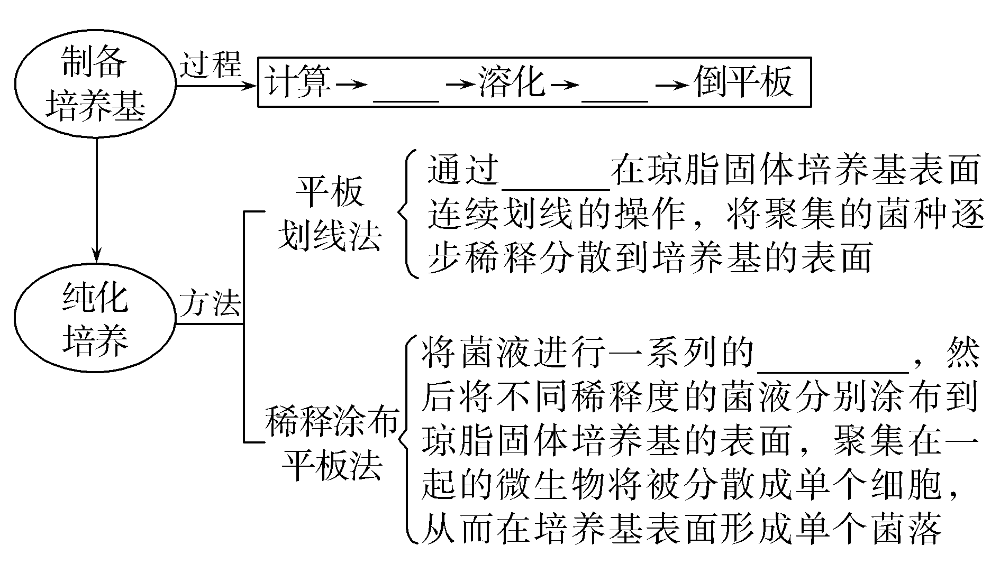 制备
培养基
过程
计算→____→溶化→____→倒平板
平板
划线法
通过______在琼脂固体培养基表面
连续划线的操作，将聚集的菌种逐
步稀释分散到培养基的表面
纯化
培养
方法
稀释涂布
平板法
将菌液进行一系列的________，然
后将不同稀释度的菌液分别涂布到
琼脂固体培养基的表面，聚集在一
起的微生物将被分散成单个细胞，
从而在培养基表面形成单个菌落